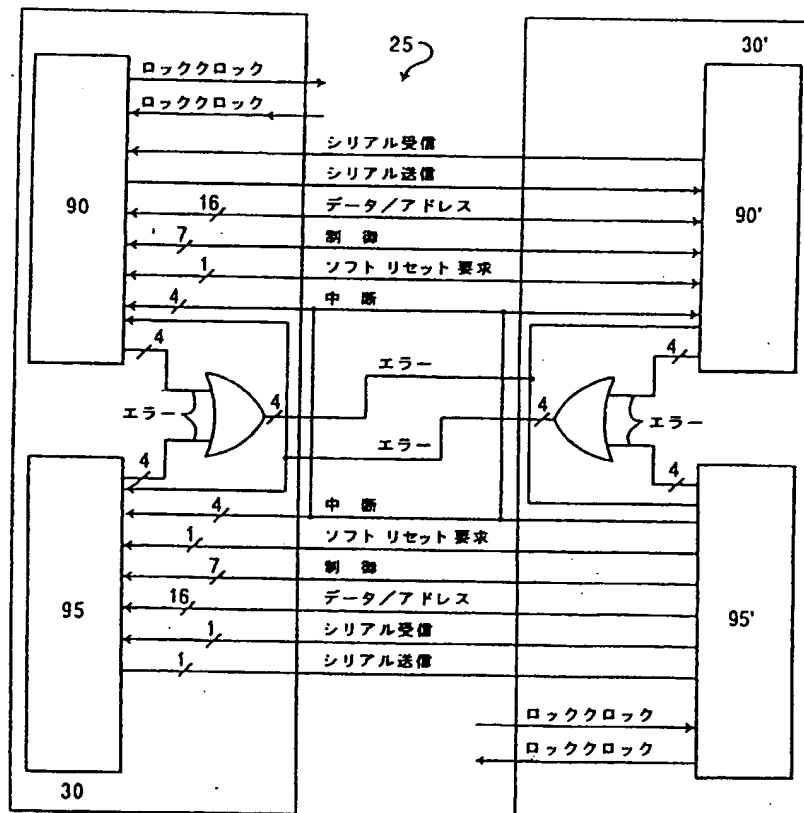 25
30'
ロッククロック
ロッククロック
シリアル受信
シリアル送信
90
16
データ/アドレス
90'
7
制御
1
ソフト リセット 要求
4
中断
4
4
エラー
エラー
4
4
エラー
エラー
4
4
4
中断
1
ソフト リセット 要求
7
制御
95
16
データ/アドレス
95'
1
シリアル受信
1
シリアル送信
ロッククロック
ロッククロック
30